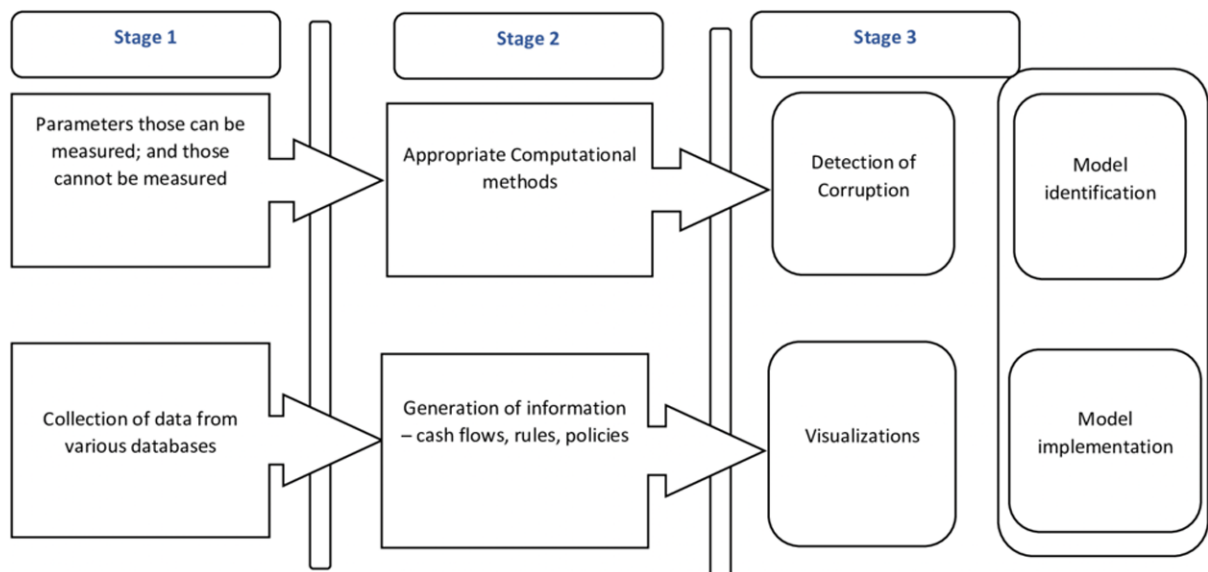 Stage 1
Stage 2
Stage 3
Parameters those can be
measured; and those
cannot be measured
Appropriate Computational
methods
Detection of
Corruption
Model
identification
Collection of data from
various databases
Generation of information
– cash flows, rules, policies
Visualizations
Model
implementation